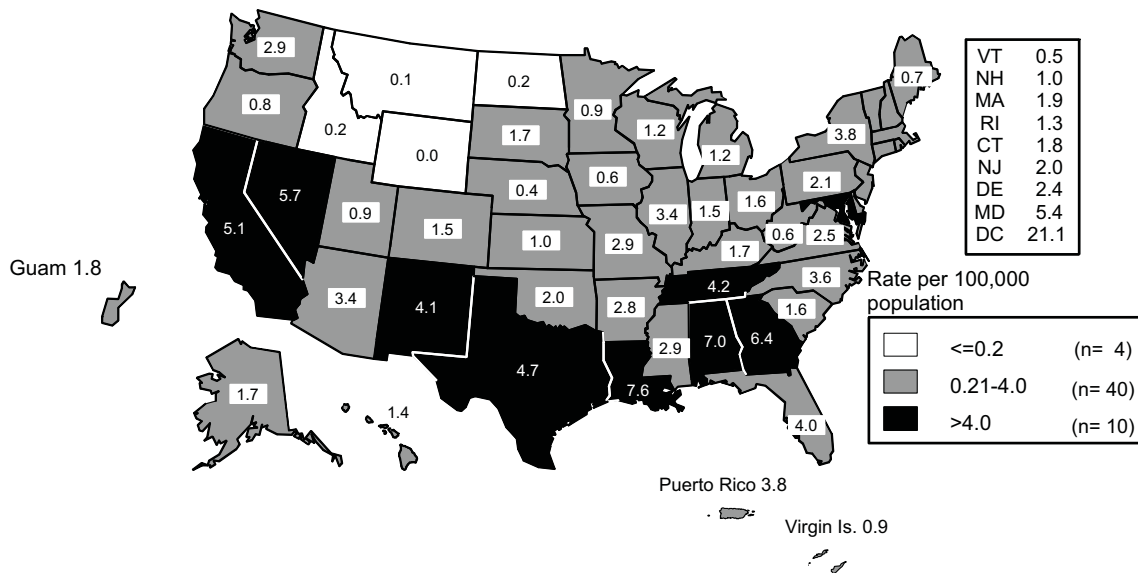 2.9
0.1
0.2
0.8
0.2
0.0
1.7
0.9
1.2
1.2
3.8
0.7
VT 0.5
NH 1.0
MA 1.9
RI 1.3
CT 1.8
NJ 2.0
DE 2.4
MD 5.4
DC 21.1
5.1
5.7
0.9
1.5
0.4
0.6
3.4
1.5
1.6
2.1
1.0
2.9
1.7
0.6
2.5
Guam 1.8
3.4
4.1
2.0
2.8
4.2
3.6
1.6
4.7
7.6
2.9
7.0
6.4
4.0
1.7
1.4
Rate per 100,000
population
<=0.2 (n= 4)
0.21-4.0 (n= 40)
>4.0 (n= 10)
Puerto Rico 3.8
Virgin Is. 0.9